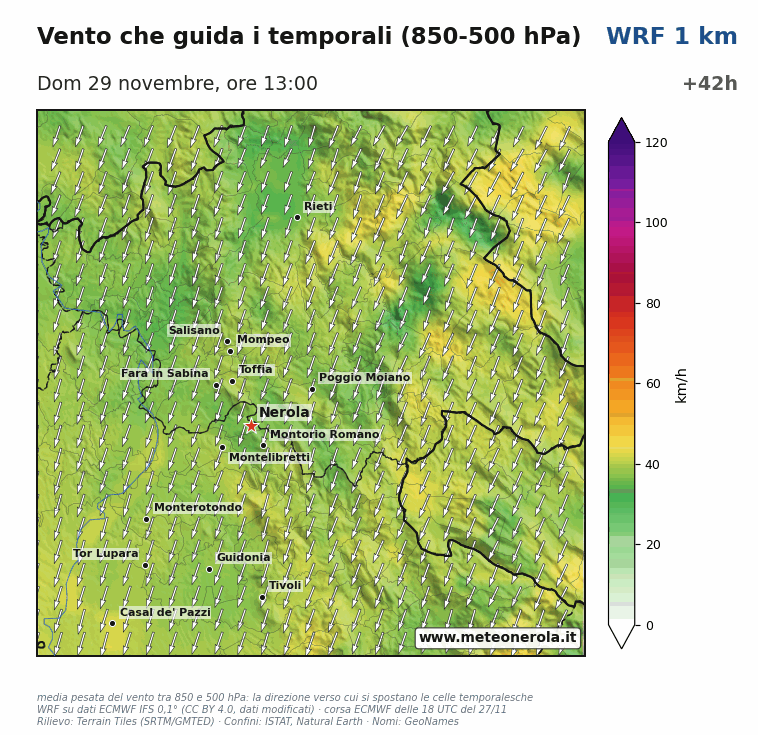 Vento che guida i temporali (850-500 hPa) WRF 1 km
Dom 29 novembre, ore 13:00 +42h
120
100
80
60
40
20
0
km/h
Rieti
Salisano
Mompeo
Fara in Sabina
Toffia
Poggio Moiano
Nerola
Montorio Romano
Montelibretti
Monterotondo
Tor Lupara
Guidonia
Tivoli
Casal de' Pazzi
www.meteonerola.it
media pesata del vento tra 850 e 500 hPa: la direzione verso cui si spostano le celle temporalesche
WRF su dati ECMWF IFS 0,1° (CC BY 4.0, dati modificati) · corsa ECMWF delle 18 UTC del 27/11
Rilievo: Terrain Tiles (SRTM/GMTED) · Confini: ISTAT, Natural Earth · Nomi: GeoNames